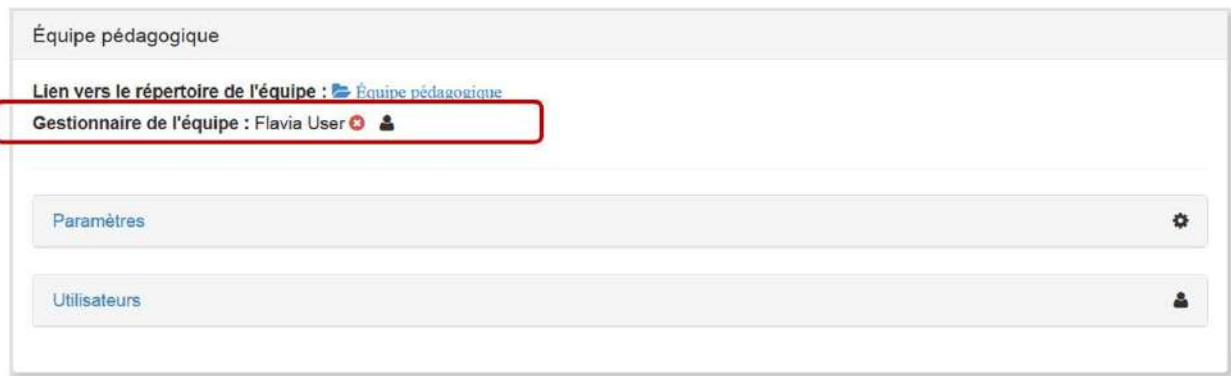 Équipe pédagogique
Lien vers le répertoire de l'équipe : Équipe pédagogique
Gestionnaire de l'équipe : Flavia User
Paramètres
Utilisateurs